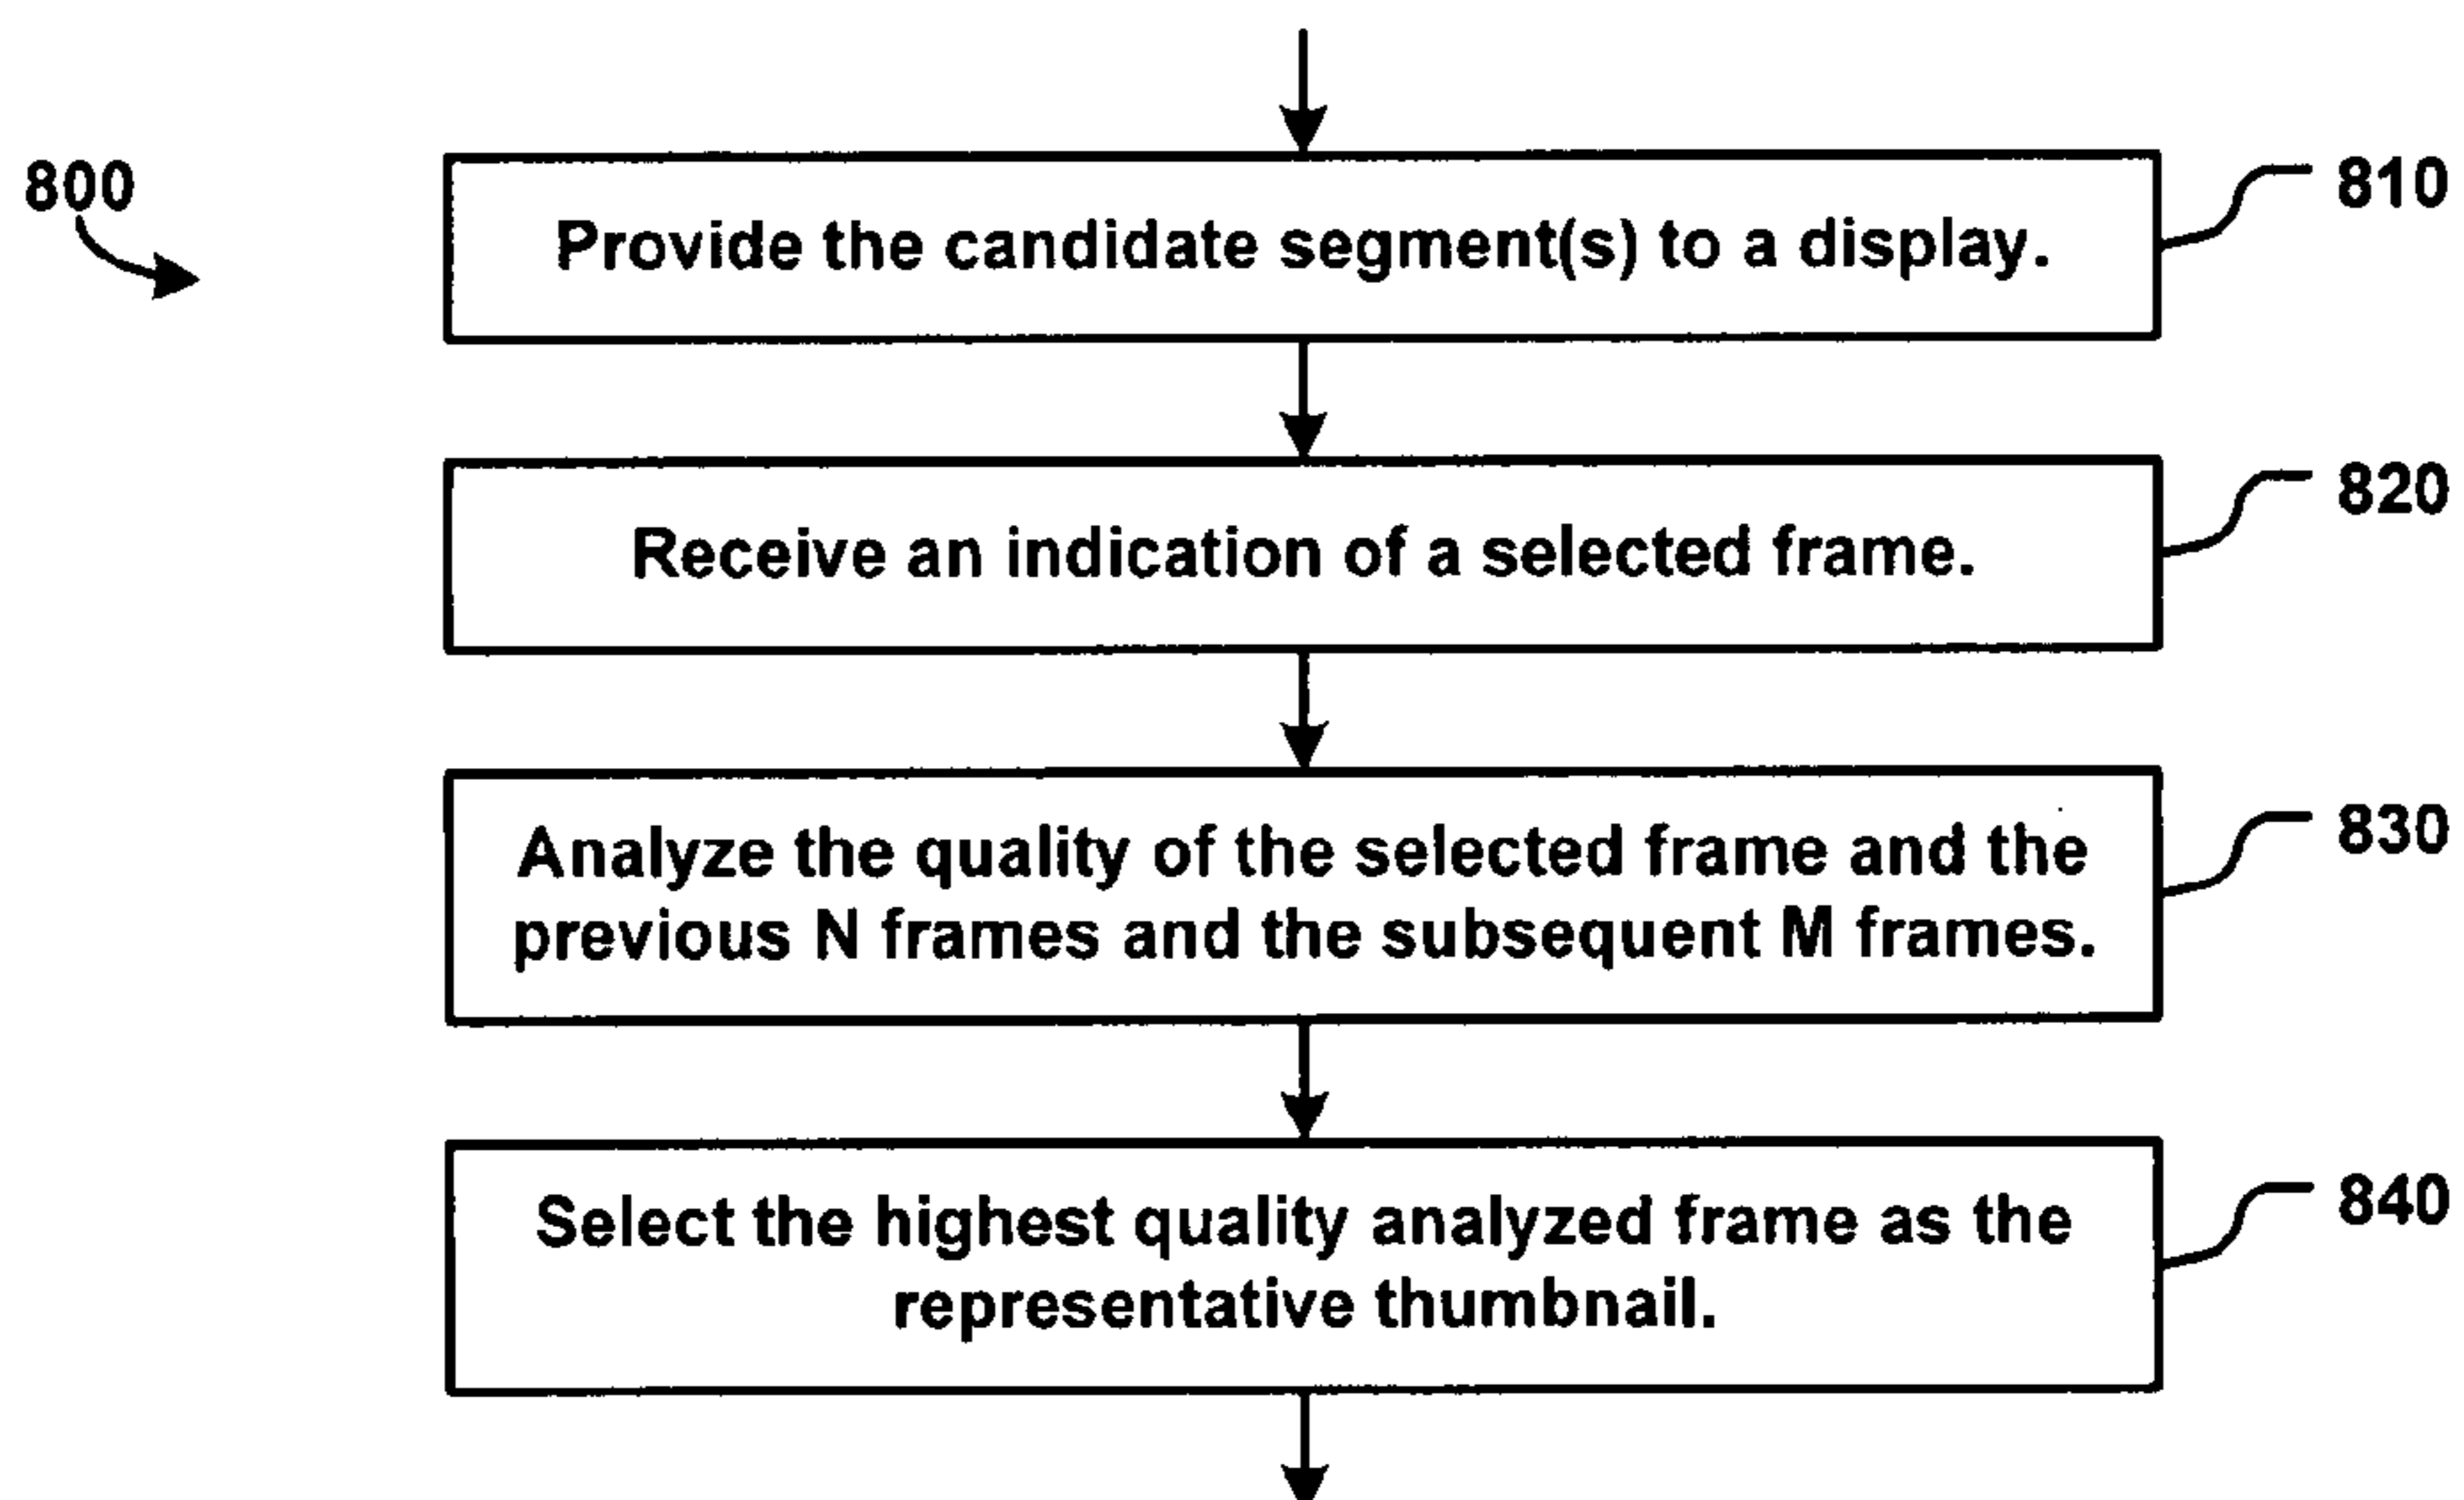 800
Provide the candidate segment(s) to a display.
810
Receive an indication of a selected frame.
820
Analyze the quality of the selected frame and the
previous N frames and the subsequent M frames.
830
Select the highest quality analyzed frame as the
representative thumbnail.
840